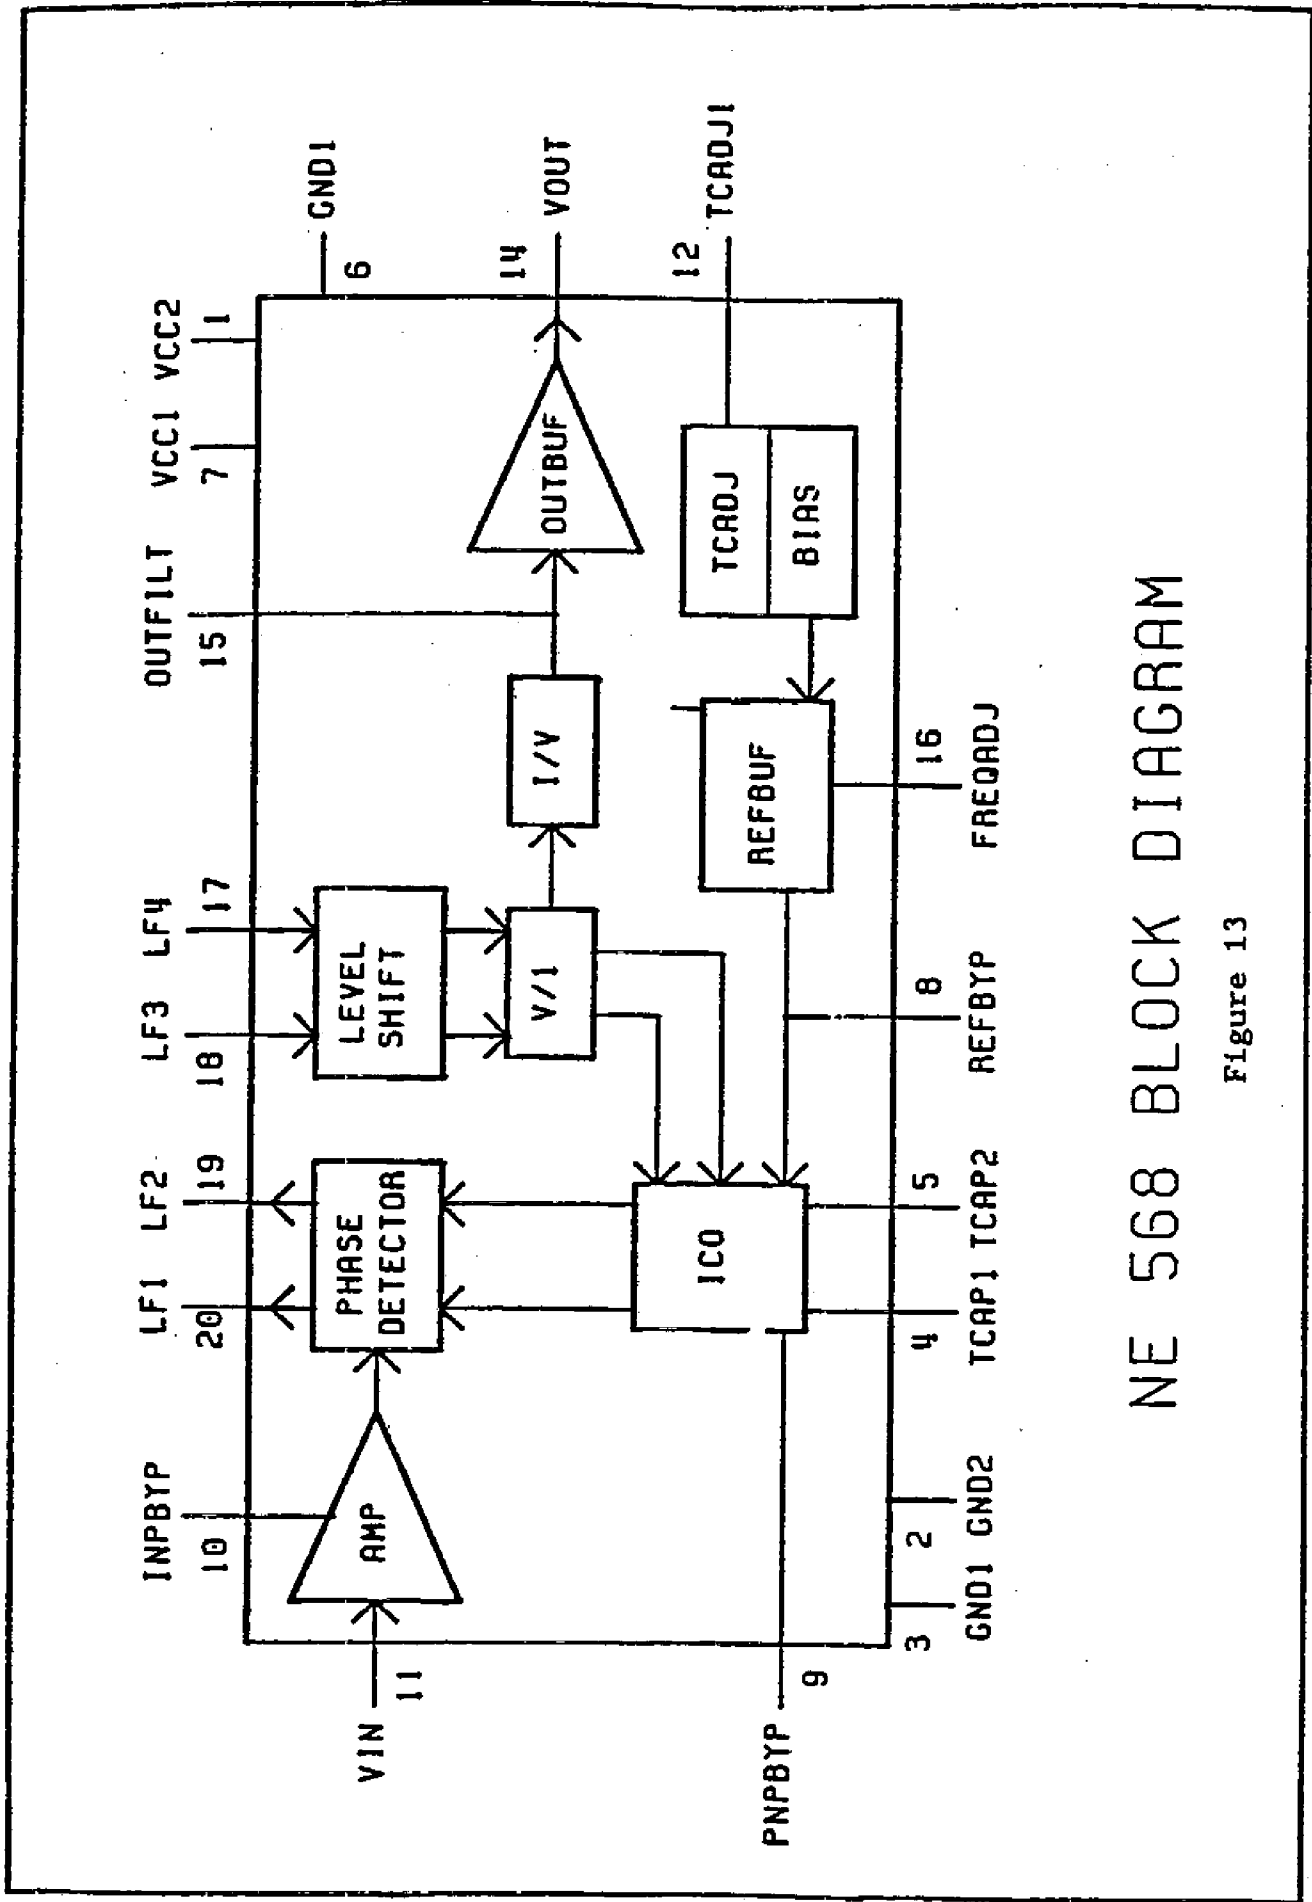 INPBYP
10
LF1
20
LF2
19
LF3
18
LF4
17
OUTFILT
15
VCC1
7
VCC2
1
GND1
6
VIN
11
AMP
PHASE
DETECTOR
LEVEL
SHIFT
V/I
I/V
OUTBUF
14
VOUT
ICO
REFBUF
TCADJ
BIAS
12
TCADJ1
PNPBYP
9
3
GND1
2
GND2
4
TCAP1
5
TCAP2
8
REFBYP
16
FREQADJ
NE 568 BLOCK DIAGRAM
Figure 13